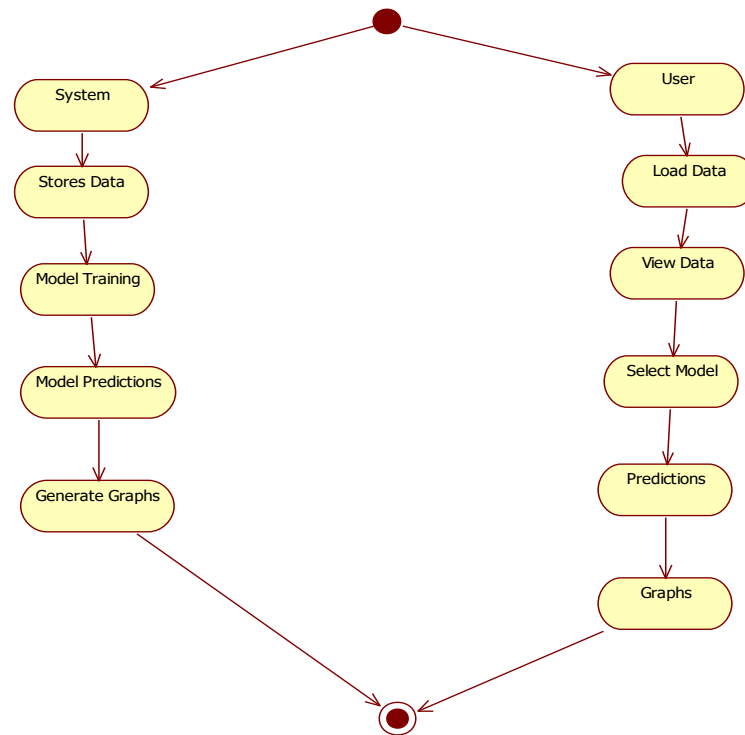 System
Stores Data
Model Training
Model Predictions
Generate Graphs
User
Load Data
View Data
Select Model
Predictions
Graphs